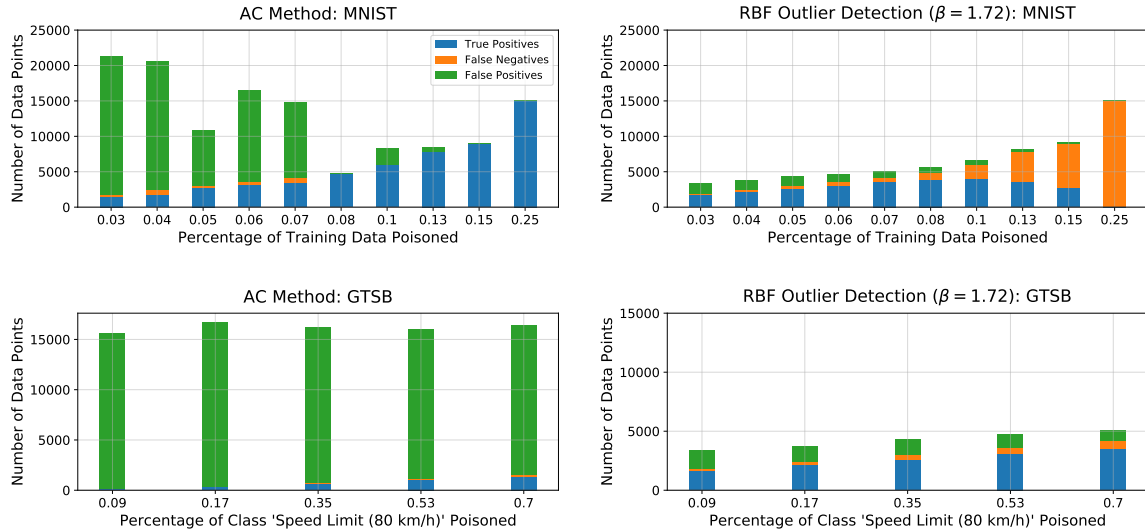 AC Method: MNIST
Number of Data Points
25000
20000
15000
10000
5000
0
True Positives
False Negatives
False Positives
0.03 0.04 0.05 0.06 0.07 0.08 0.1 0.13 0.15 0.25
Percentage of Training Data Poisoned
RBF Outlier Detection (β = 1.72): MNIST
Number of Data Points
25000
20000
15000
10000
5000
0
0.03 0.04 0.05 0.06 0.07 0.08 0.1 0.13 0.15 0.25
Percentage of Training Data Poisoned
AC Method: GTSB
Number of Data Points
15000
10000
5000
0
0.09 0.17 0.35 0.53 0.7
Percentage of Class 'Speed Limit (80 km/h)' Poisoned
RBF Outlier Detection (β = 1.72): GTSB
Number of Data Points
15000
10000
5000
0
0.09 0.17 0.35 0.53 0.7
Percentage of Class 'Speed Limit (80 km/h)' Poisoned